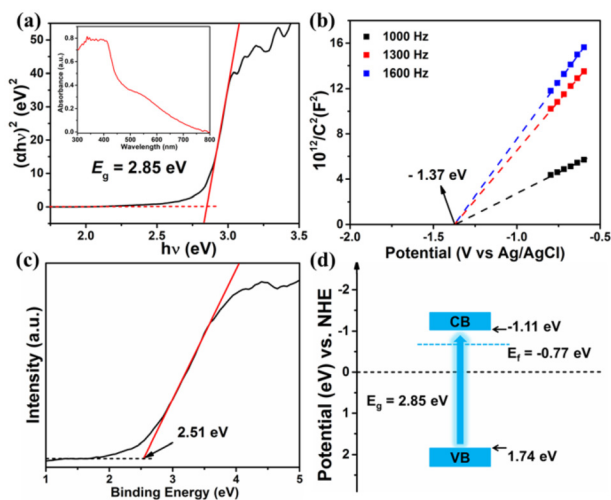 (a)
(αhν)² (eV)²
50
40
30
20
10
0
2.0
2.5
3.0
3.5
hν (eV)
Eg = 2.85 eV
Absorbance (a.u.)
0.8
0.6
0.4
0.2
0.0
300 400 500 600 700 800
Wavelength (nm)
(b)
10¹²/C²(F²)
16
12
8
4
0
1000 Hz
1300 Hz
1600 Hz
- 1.37 eV
-2.0
-1.5
-1.0
-0.5
Potential (V vs Ag/AgCl)
(c)
Intensity (a.u.)
2.51 eV
1 2 3 4 5
Binding Energy (eV)
(d)
Potential (eV) vs. NHE
-2
-1
0
1
2
CB
-1.11 eV
Ef = -0.77 eV
Eg = 2.85 eV
VB
1.74 eV